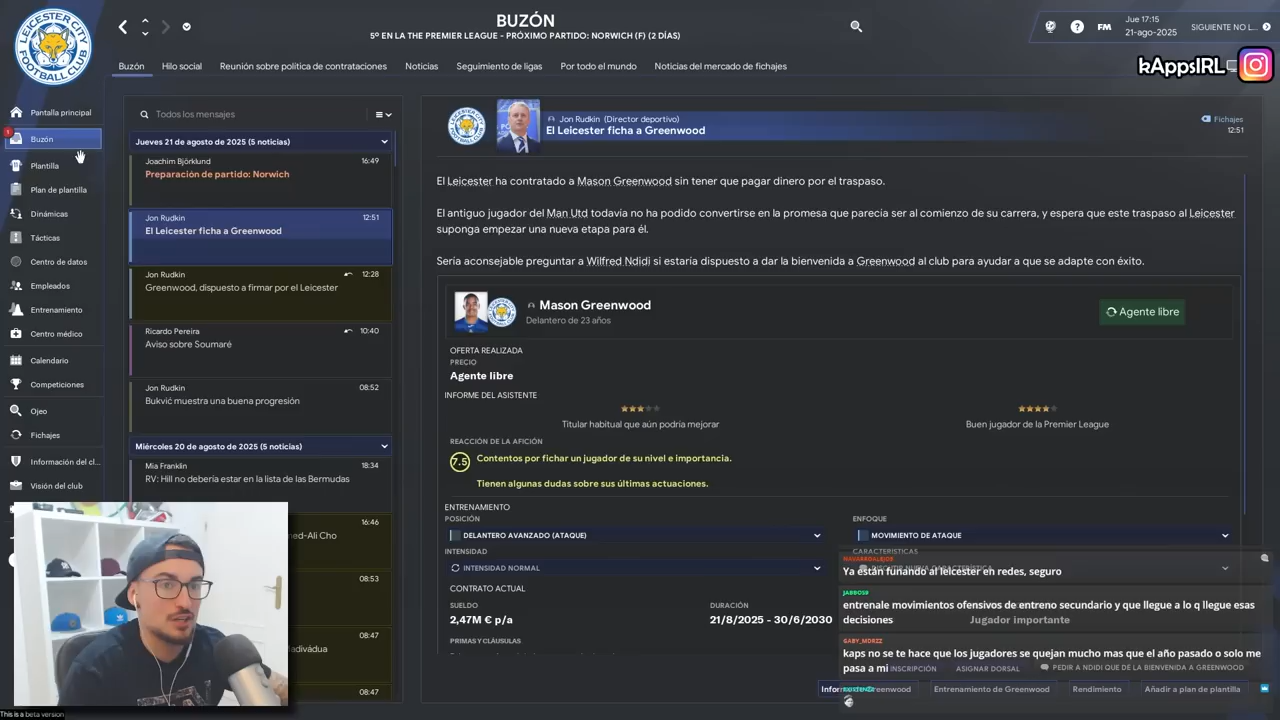 BUZÓN
5º EN LA THE PREMIER LEAGUE - PRÓXIMO PARTIDO: NORWICH (F) (2 DÍAS)
FM
Jue 17:15
21-ago-2025
SIGUIENTE NO L...
kAppsIRL
Buzón
Hilo social
Reunión sobre política de contrataciones
Noticias
Seguimiento de ligas
Por todo el mundo
Noticias del mercado de fichajes
LEICESTER CITY
FOOTBALL CLUB
Pantalla principal
1
Buzón
Plantilla
Plan de plantilla
Dinámicas
Tácticas
Centro de datos
Empleados
Entrenamiento
Centro médico
Calendario
Competiciones
Ojeo
Fichajes
Información del cl...
Visión del club
Todos los mensajes
Jueves 21 de agosto de 2025 (5 noticias)
Joachim Björklund 16:49
Preparación de partido: Norwich
Jon Rudkin 12:51
El Leicester ficha a Greenwood
Jon Rudkin 12:28
Greenwood, dispuesto a firmar por el Leicester
Ricardo Pereira 10:40
Aviso sobre Soumaré
Jon Rudkin 08:52
Bukvić muestra una buena progresión
Miércoles 20 de agosto de 2025 (5 noticias)
Mia Franklin 18:34
RV: Hill no debería estar en la lista de las Bermudas
16:46
med-Ali Cho
08:53
08:47
08:47
Jon Rudkin (Director deportivo)
El Leicester ficha a Greenwood
Fichajes
12:51
El Leicester ha contratado a Mason Greenwood sin tener que pagar dinero por el traspaso.
El antiguo jugador del Man Utd todavía no ha podido convertirse en la promesa que parecía ser al comienzo de su carrera, y espera que este traspaso al Leicester
suponga empezar una nueva etapa para él.
Sería aconsejable preguntar a Wilfred Ndidi si estaría dispuesto a dar la bienvenida a Greenwood al club para ayudar a que se adapte con éxito.
Mason Greenwood
Delantero de 23 años
Agente libre
OFERTA REALIZADA
PRECIO
Agente libre
INFORME DEL ASISTENTE
Titular habitual que aún podría mejorar
Buen jugador de la Premier League
REACCIÓN DE LA AFICIÓN
7.5
Contentos por fichar un jugador de su nivel e importancia.
Tienen algunas dudas sobre sus últimas actuaciones.
ENTRENAMIENTO
POSICIÓN
DELANTERO AVANZADO (ATAQUE)
ENFOQUE
MOVIMIENTO DE ATAQUE
INTENSIDAD
INTENSIDAD NORMAL
CARACTERÍSTICAS
CONTRATO ACTUAL
SUELDO
2,47M € p/a
DURACIÓN
21/8/2025 - 30/6/2030
Jugador importante
PRIMAS Y CLÁUSULAS
Ya están funando al leicester en redes, seguro
JABBOS8
entrenale movimientos ofensivos de entreno secundario y que llegue a lo q llegue esas
decisiones
GABY_MDRZZ
kaps no se te hace que los jugadores se quejan mucho mas que el año pasado o solo me
pasa a mi
INSCRIPCIÓN
ASIGNAR DORSAL
PEDIR A NDIDI QUE DE LA BIENVENIDA A GREENWOOD
Entrenamiento de Greenwood
Rendimiento
Añadir a plan de plantilla
This is a beta version